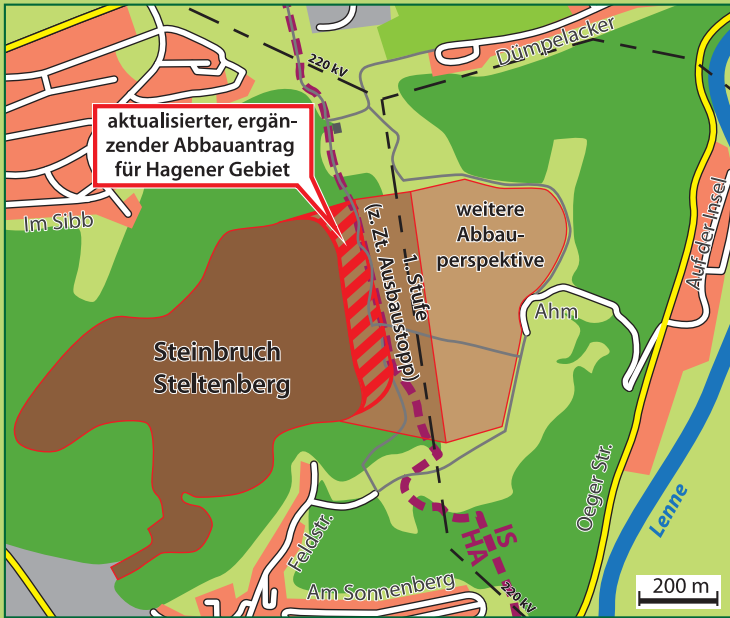 220 kV
Dümpelacker
aktualisierter, ergän-
zender Abbauantrag
für Hagener Gebiet
Im Sibb
weitere
Abbau-
perspektive
1. Stufe
(z. Zt. Ausbaustopp)
Auf der Insel
Ahm
Steinbruch
Steltenberg
Oeger Str.
Lenne
Feldstr.
IS
HA
Am Sonnenberg
220 kV
200 m